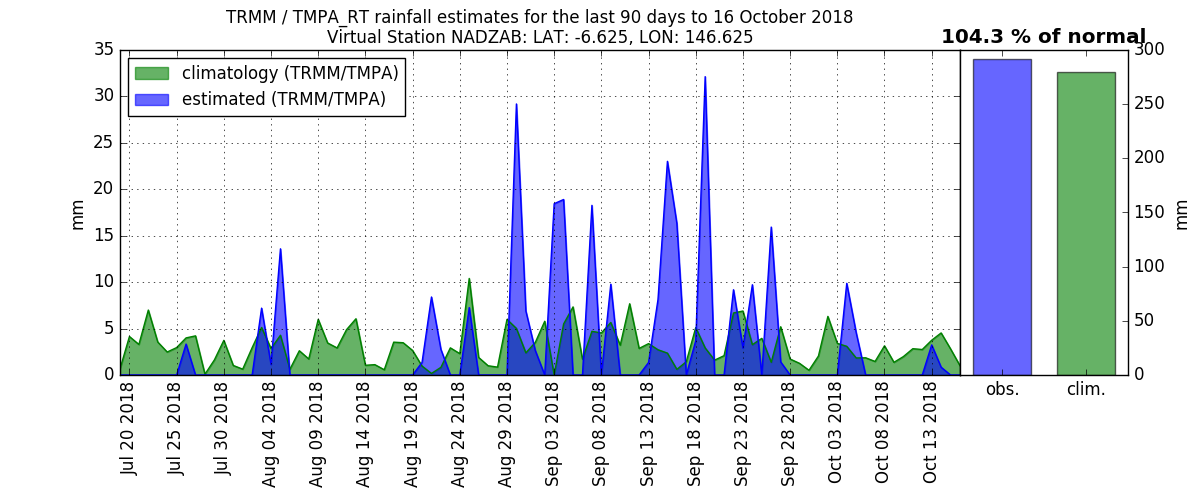 TRMM / TMPA_RT rainfall estimates for the last 90 days to 16 October 2018
Virtual Station NADZAB: LAT: -6.625, LON: 146.625
104.3 % of normal
climatology (TRMM/TMPA)
estimated (TRMM/TMPA)
mm
35
30
25
20
15
10
5
0
Jul 20 2018
Jul 25 2018
Jul 30 2018
Aug 04 2018
Aug 09 2018
Aug 14 2018
Aug 19 2018
Aug 24 2018
Aug 29 2018
Sep 03 2018
Sep 08 2018
Sep 13 2018
Sep 18 2018
Sep 23 2018
Sep 28 2018
Oct 03 2018
Oct 08 2018
Oct 13 2018
obs.
clim.
300
250
200
150
100
50
0
mm